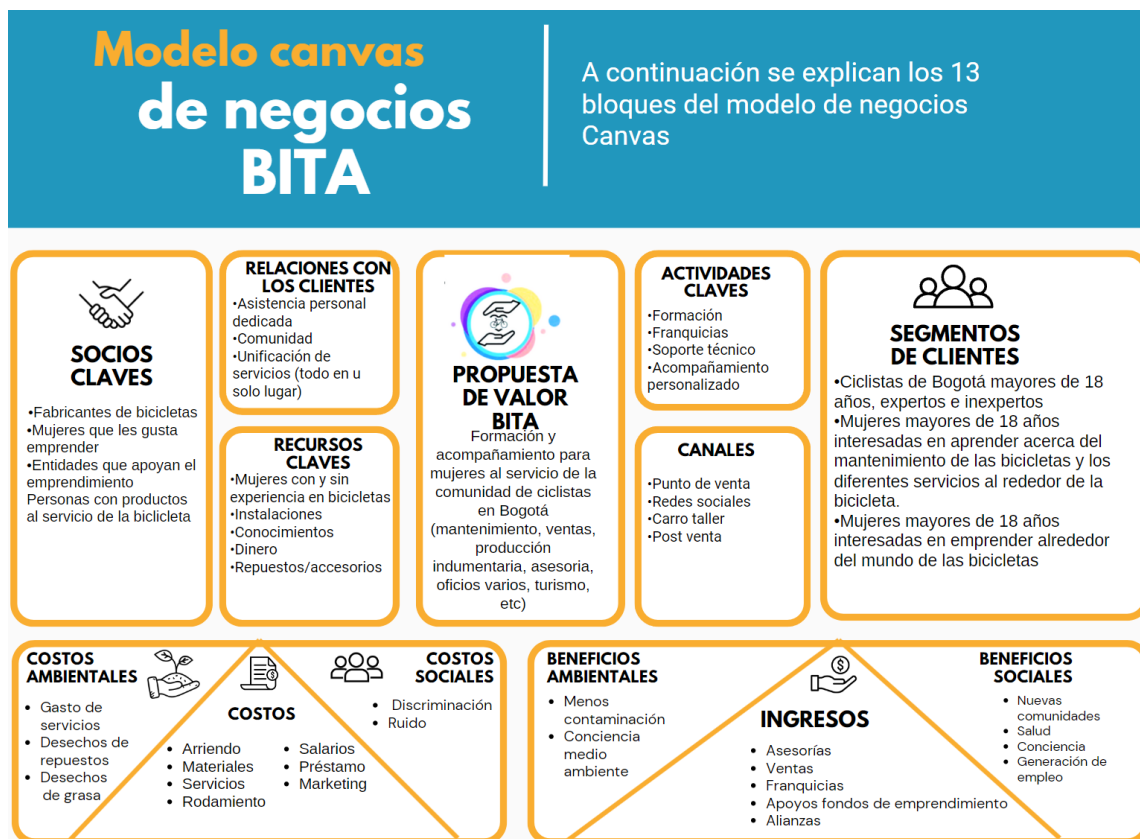 Modelo canvas
de negocios
BITA
A continuación se explican los 13
bloques del modelo de negocios
Canvas
SOCIOS
CLAVES
•Fabricantes de bicicletas
•Mujeres que les gusta
emprender
•Entidades que apoyan el
emprendimiento
Personas con productos
al servicio de la biclicleta
RELACIONES CON
LOS CLIENTES
•Asistencia personal
dedicada
•Comunidad
•Unificación de
servicios (todo en u
solo lugar)
RECURSOS
CLAVES
•Mujeres con y sin
experiencia en bicicletas
•Instalaciones
•Conocimientos
•Dinero
•Repuestos/accesorios
PROPUESTA
DE VALOR
BITA
Formación y
acompañamiento para
mujeres al servicio de la
comunidad de ciclistas
en Bogotá
(mantenimiento, ventas,
producción
indumentaria, asesoria,
oficios varios, turismo,
etc)
ACTIVIDADES
CLAVES
•Formación
•Franquicias
•Soporte técnico
•Acompañamiento
personalizado
CANALES
•Punto de venta
•Redes sociales
•Carro taller
•Post venta
SEGMENTOS
DE CLIENTES
•Ciclistas de Bogotá mayores de 18
años, expertos e inexpertos
•Mujeres mayores de 18 años
interesadas en aprender acerca del
mantenimiento de las bicicletas y los
diferentes servicios al rededor de la
bicicleta.
•Mujeres mayores de 18 años
interesadas en emprender alrededor
del mundo de las bicicletas
COSTOS
AMBIENTALES
• Gasto de
servicios
• Desechos de
repuestos
• Desechos
de grasa
COSTOS
• Arriendo
• Materiales
• Servicios
• Rodamiento
• Salarios
• Préstamo
• Marketing
COSTOS
SOCIALES
• Discriminación
• Ruido
BENEFICIOS
AMBIENTALES
• Menos
contaminación
• Conciencia
medio
ambiente
INGRESOS
• Asesorías
• Ventas
• Franquicias
• Apoyos fondos de emprendimiento
• Alianzas
BENEFICIOS
SOCIALES
• Nuevas
comunidades
• Salud
• Conciencia
• Generación de
empleo